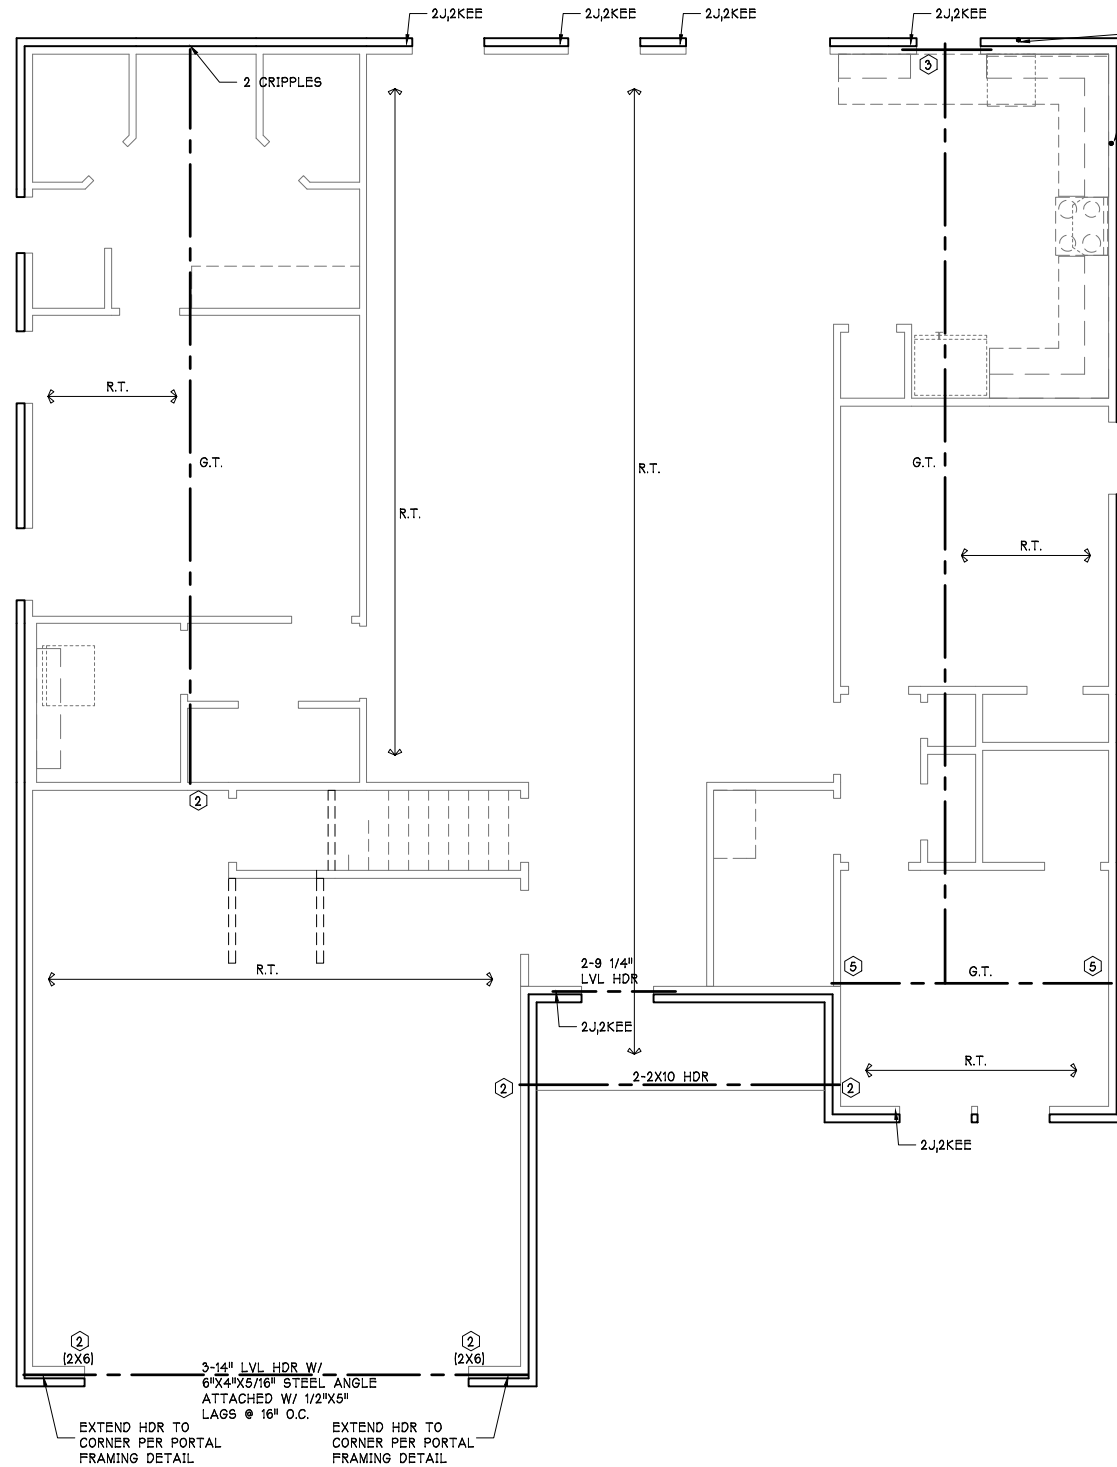 2J,2KEE
2J,2KEE
2J,2KEE
2J,2KEE
3
2 CRIPPLES
R.T.
G.T.
R.T.
R.T.
G.T.
R.T.
2
2-9 1/4"
LVL HDR
R.T.
5
G.T.
5
2J,2KEE
R.T.
2
2-2X10 HDR
2
2J,2KEE
2
(2X6)
2
(2X6)
3-14" LVL HDR W/
6"X4"X5/16" STEEL ANGLE
ATTACHED W/ 1/2"X5"
LAGS @ 16" O.C.
EXTEND HDR TO
CORNER PER PORTAL
FRAMING DETAIL
EXTEND HDR TO
CORNER PER PORTAL
FRAMING DETAIL